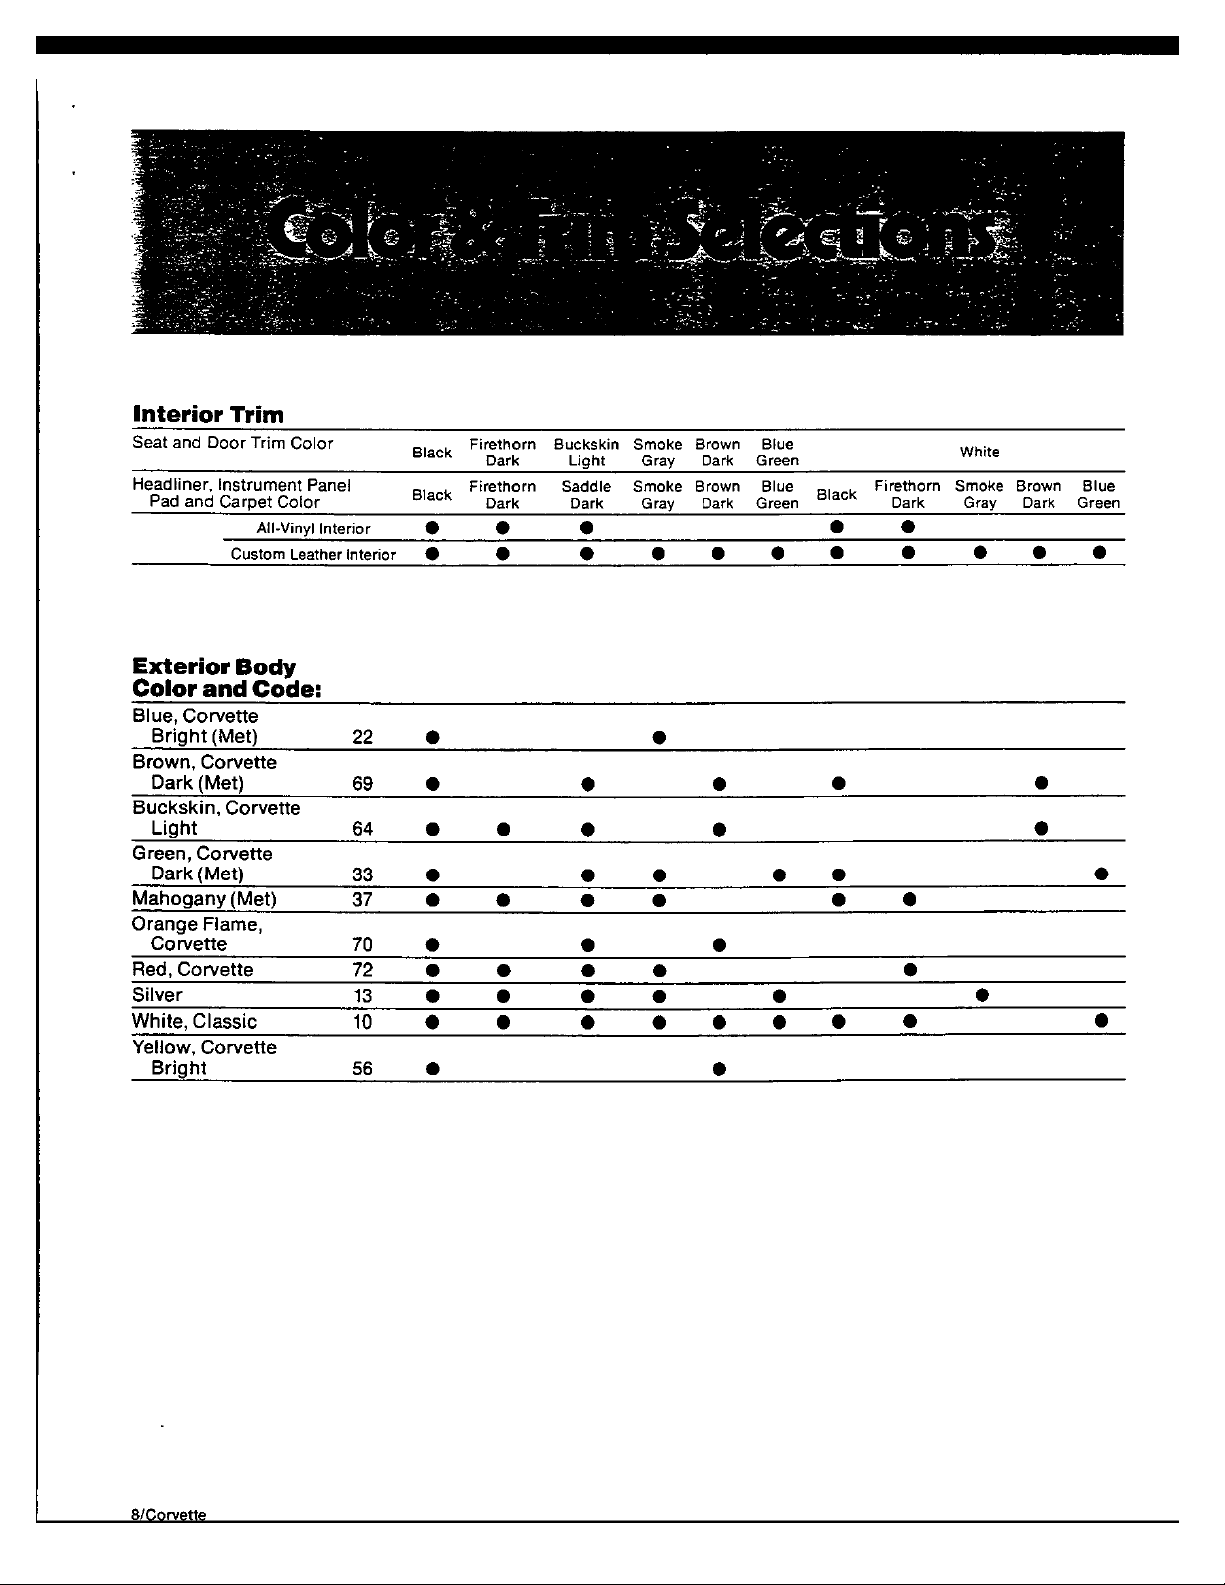 Color & Trim Selections
Interior Trim
Seat and Door Trim Color Black Firethorn Dark Buckskin Light Smoke Gray Brown Dark Blue Green White
Headliner, Instrument Panel Pad and Carpet Color Black Firethorn Dark Saddle Dark Smoke Gray Brown Dark Blue Green Black Firethorn Dark Smoke Gray Brown Dark Blue Green
All-Vinyl Interior ● ● ● ● ●
Custom Leather Interior ● ● ● ● ● ● ● ● ● ● ●
Exterior Body
Color and Code:
Blue, Corvette
Bright (Met) 22 ● ●
Brown, Corvette
Dark (Met) 69 ● ● ● ● ●
Buckskin, Corvette
Light 64 ● ● ● ● ●
Green, Corvette
Dark (Met) 33 ● ● ● ● ● ●
Mahogany (Met) 37 ● ● ● ● ● ●
Orange Flame,
Corvette 70 ● ● ●
Red, Corvette 72 ● ● ● ● ●
Silver 13 ● ● ● ● ● ●
White, Classic 10 ● ● ● ● ● ● ● ● ●
Yellow, Corvette
Bright 56 ● ●
8/Corvette